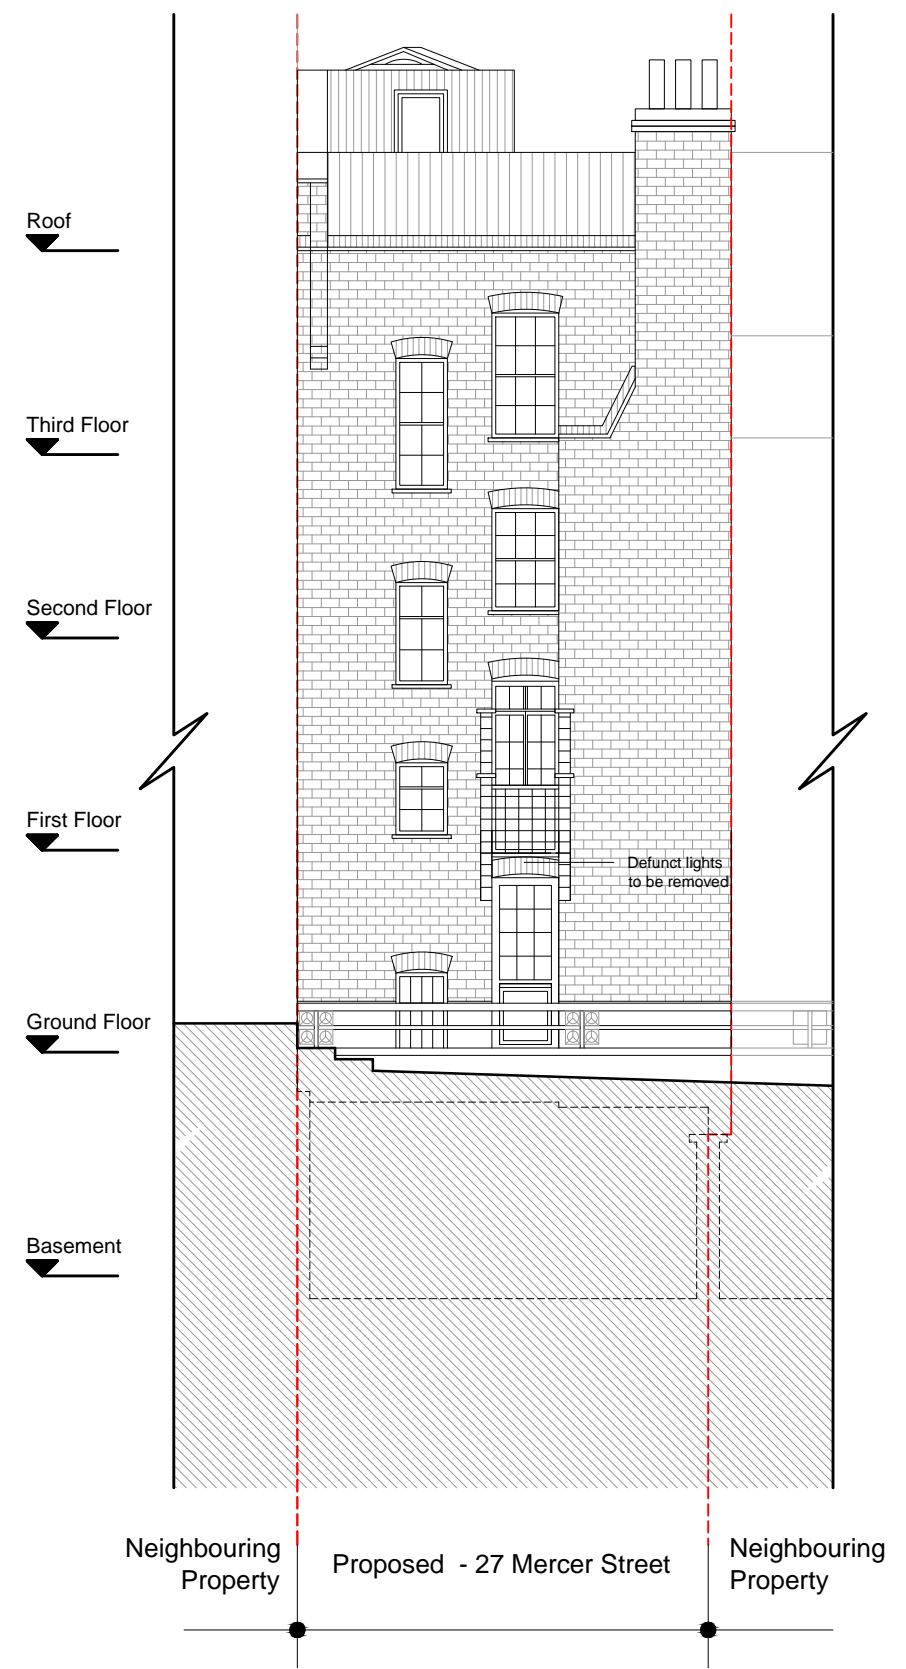 Roof
Third Floor
Second Floor
First Floor
Defunct lights
to be removed
Ground Floor
Basement
Neighbouring
Property
Proposed - 27 Mercer Street
Neighbouring
Property